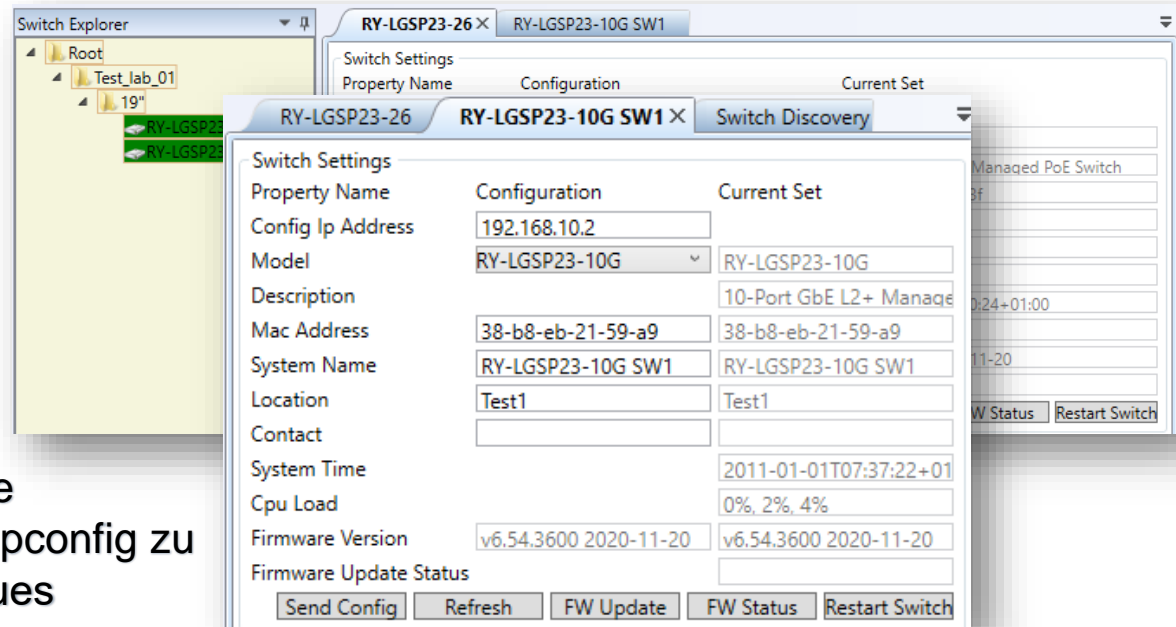 Switch Explorer
RY-LGSP23-26 RY-LGSP23-10G SW1
Root
Test_lab_01
19"
RY-LGSP23
RY-LGSP23
Switch Settings
Property Name Configuration Current Set
Managed PoE Switch
3f
0:24+01:00
11-20
W Status Restart Switch
RY-LGSP23-26 RY-LGSP23-10G SW1 Switch Discovery
Switch Settings
Property Name Configuration Current Set
Config Ip Address 192.168.10.2
Model RY-LGSP23-10G RY-LGSP23-10G
Description 10-Port GbE L2+ Manage
Mac Address 38-b8-eb-21-59-a9 38-b8-eb-21-59-a9
System Name RY-LGSP23-10G SW1 RY-LGSP23-10G SW1
Location Test1 Test1
Contact
System Time 2011-01-01T07:37:22+01
Cpu Load 0%, 2%, 4%
Firmware Version v6.54.3600 2020-11-20 v6.54.3600 2020-11-20
Firmware Update Status
Send Config Refresh FW Update FW Status Restart Switch
e
pconfig zu
ues